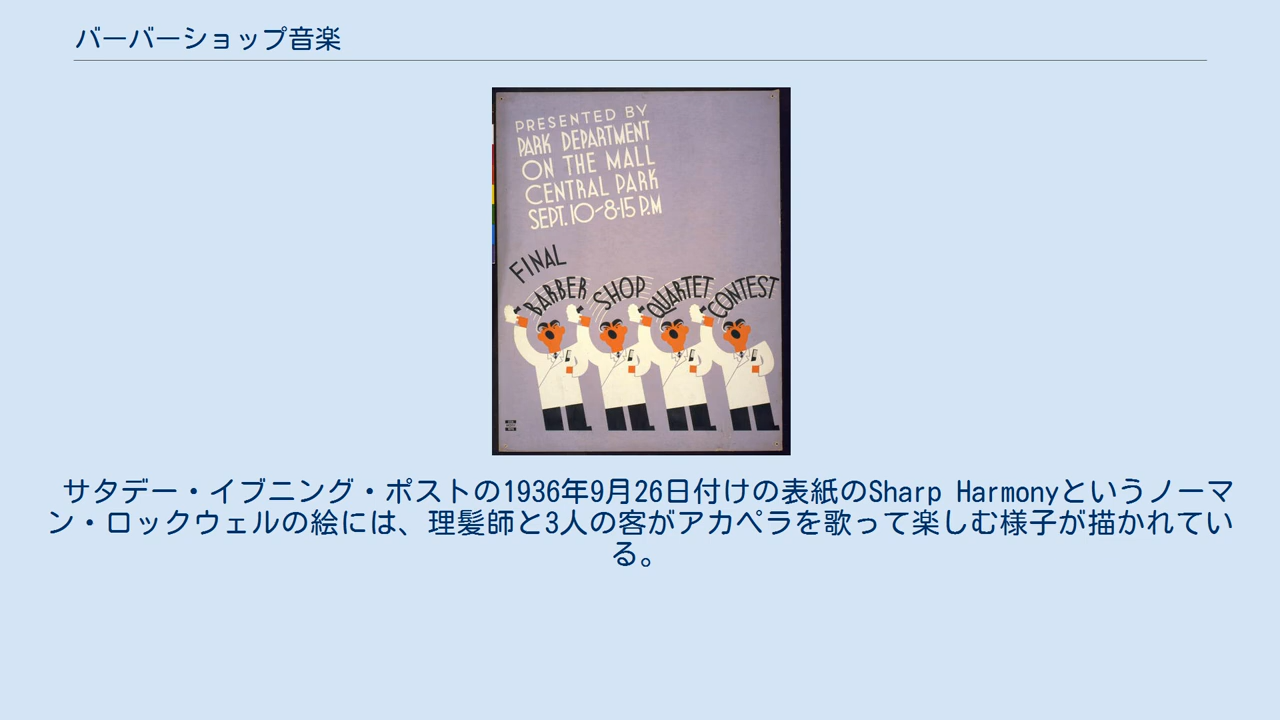 バーバーショップ音楽
PRESENTED BY
PARK DEPARTMENT
ON THE MALL
CENTRAL PARK
SEPT. 10-8·15 P.M
FINAL
BARBER SHOP QUARTET CONTEST
サタデー・イブニング・ポストの1936年9月26日付けの表紙のSharp Harmonyというノーマ
ン・ロックウェルの絵には、理髪師と3人の客がアカペラを歌って楽しむ様子が描かれてい
る。